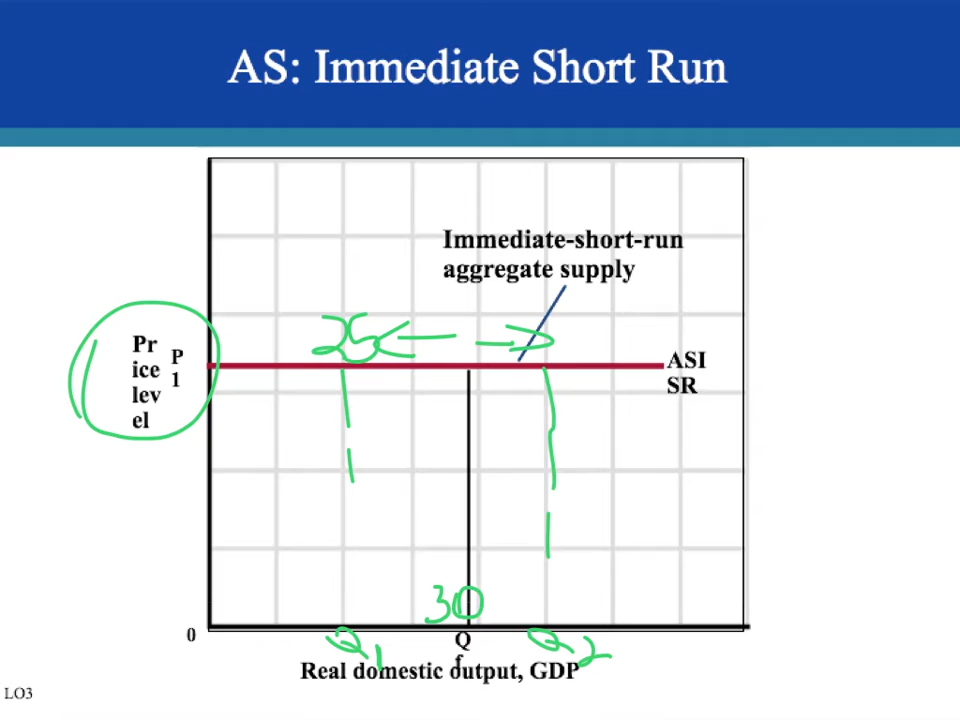 AS: Immediate Short Run
Immediate-short-run
aggregate supply
25
Pr
ice
lev
el
P
1
ASI
SR
30
0
Q
f
Q1
Q2
Real domestic output, GDP
LO3